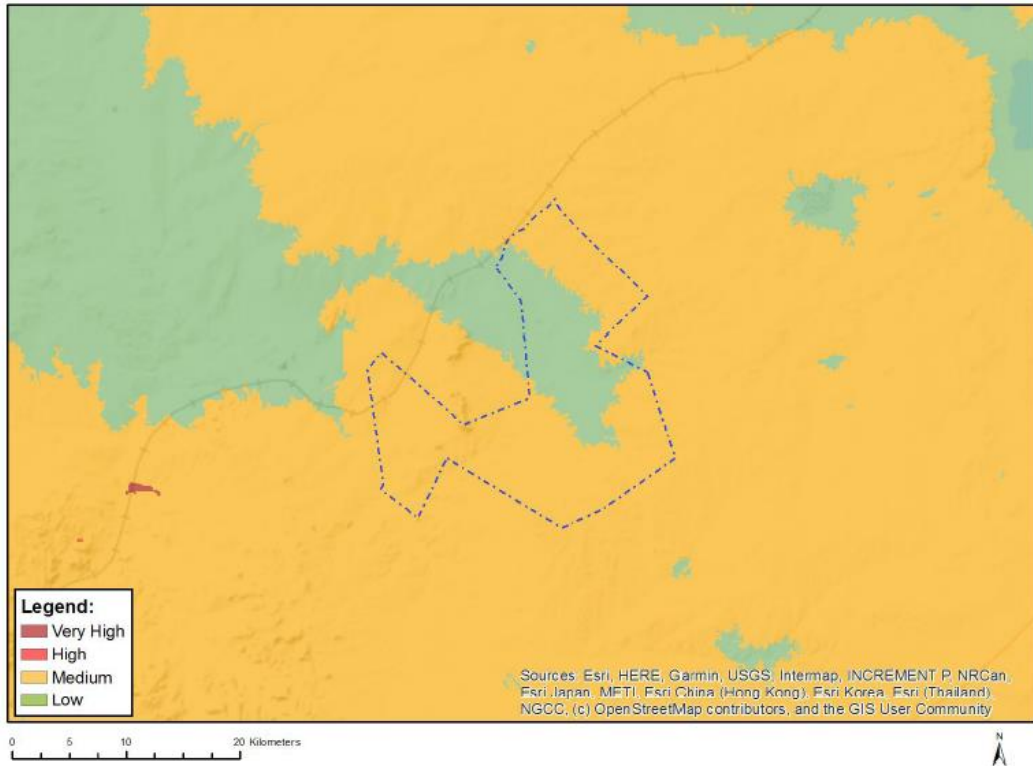 Legend:
Very High
High
Medium
Low
Sources: Esri, HERE, Garmin, USGS, Intermap, INCREMENT P, NRCan,
Esri Japan, METI, Esri China (Hong Kong), Esri Korea, Esri (Thailand),
NGCC, (c) OpenStreetMap contributors, and the GIS User Community
0 5 10 20 Kilometers
N